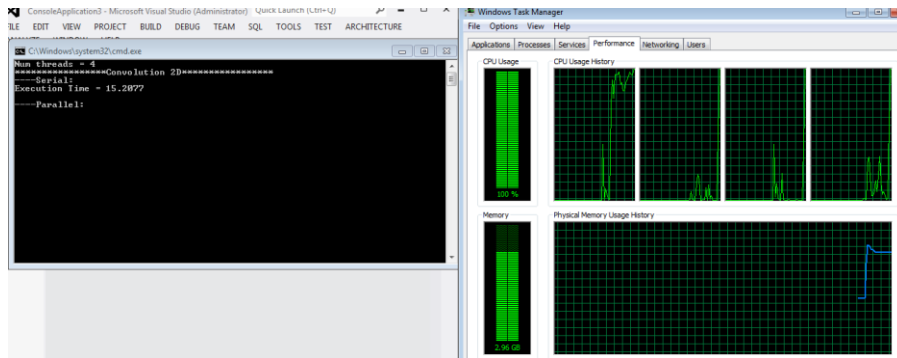 ConsoleApplication3 - Microsoft Visual Studio (Administrator) Quick Launch (Ctrl+Q)
FILE EDIT VIEW PROJECT BUILD DEBUG TEAM SQL TOOLS TEST ARCHITECTURE
C:\Windows\system32\cmd.exe
Num threads = 4
******************Convolution 2D******************
----Serial:
Execution Time = 15.2077
----Parallel:
Windows Task Manager
File Options View Help
Applications Processes Services Performance Networking Users
CPU Usage CPU Usage History
100 %
Memory Physical Memory Usage History
2.96 GB